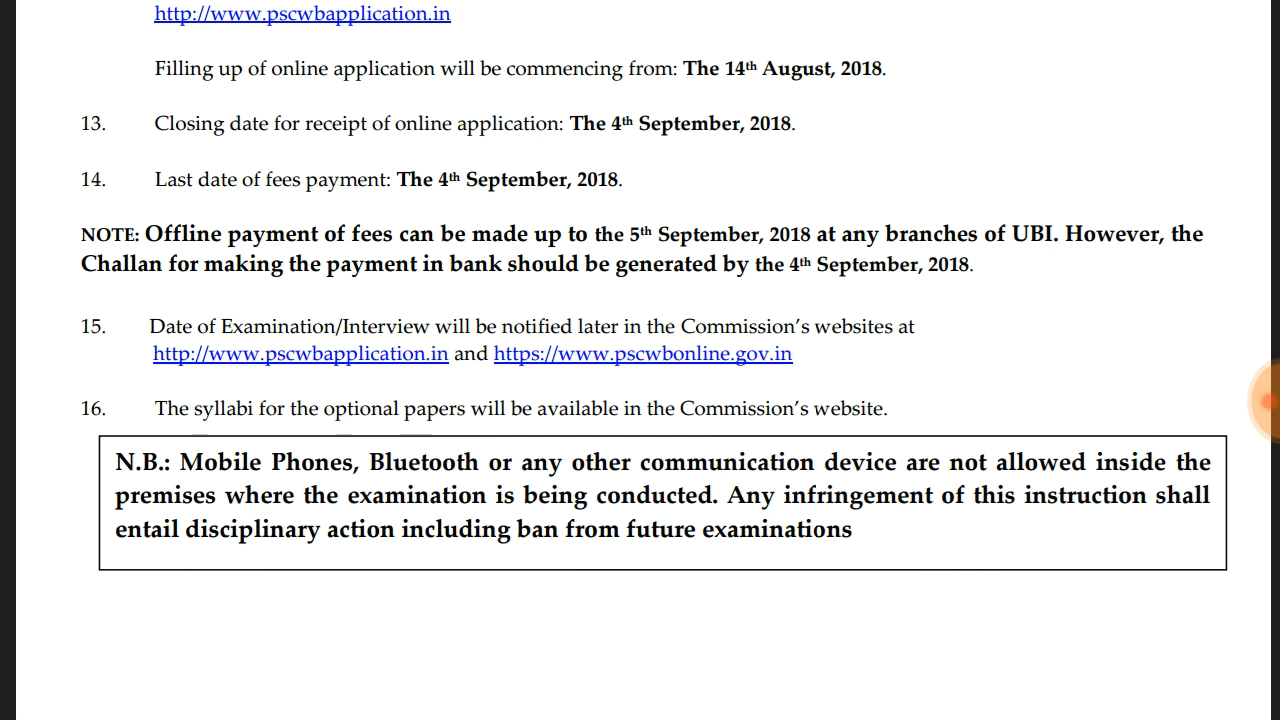 http://www.pscwbapplication.in
Filling up of online application will be commencing from: The 14th August, 2018.
13. Closing date for receipt of online application: The 4th September, 2018.
14. Last date of fees payment: The 4th September, 2018.
NOTE: Offline payment of fees can be made up to the 5th September, 2018 at any branches of UBI. However, the
Challan for making the payment in bank should be generated by the 4th September, 2018.
15. Date of Examination/Interview will be notified later in the Commission’s websites at
http://www.pscwbapplication.in and https://www.pscwbonline.gov.in
16. The syllabi for the optional papers will be available in the Commission’s website.
N.B.: Mobile Phones, Bluetooth or any other communication device are not allowed inside the
premises where the examination is being conducted. Any infringement of this instruction shall
entail disciplinary action including ban from future examinations